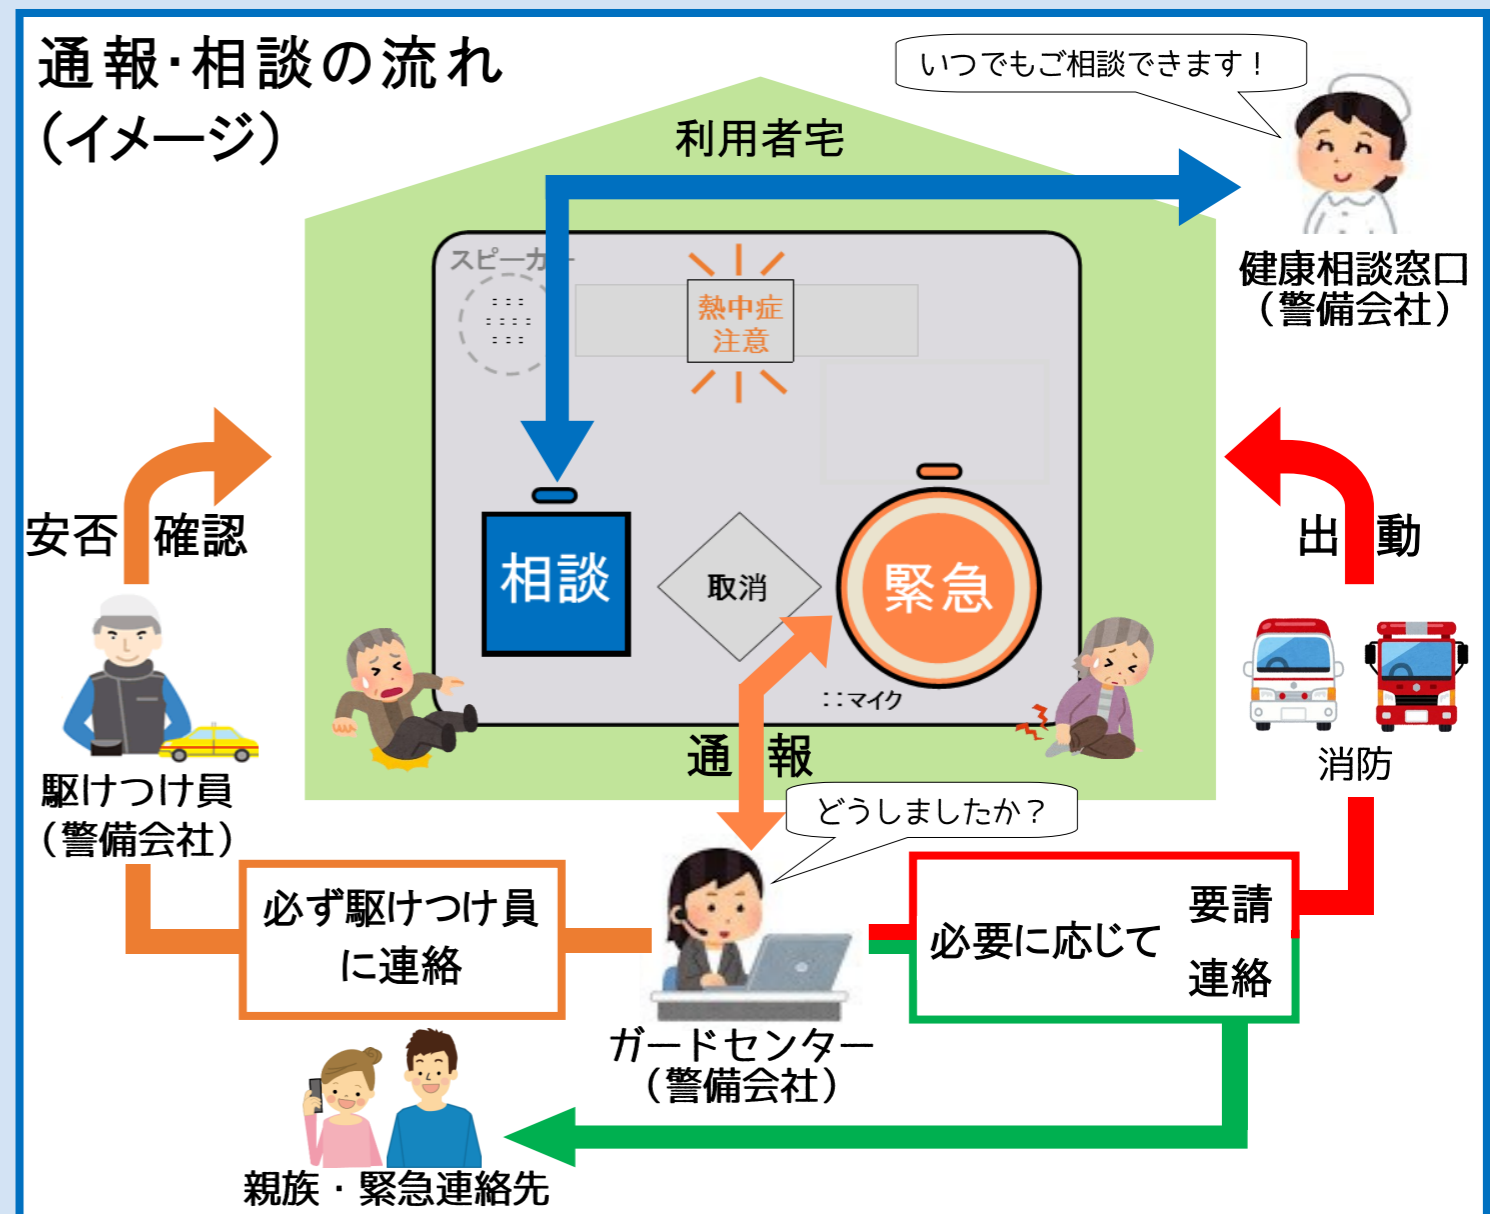 通報・相談の流れ
（イメージ）
いつでもご相談できます！
利用者宅
健康相談窓口
（警備会社）
スピーカー
熱中症
注意
安否確認
出動
相談
取消
緊急
：：マイク
通報
消防
駆けつけ員
（警備会社）
どうしましたか？
必ず駆けつけ員
に連絡
必要に応じて
要請
連絡
ガードセンター
（警備会社）
親族・緊急連絡先